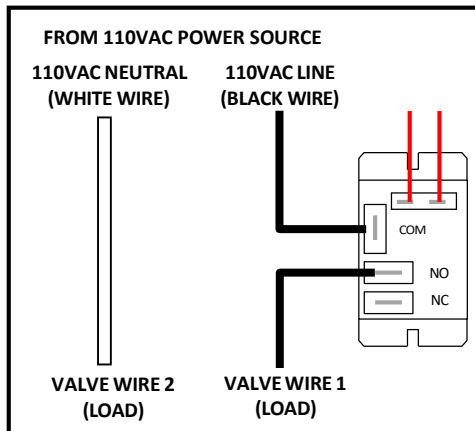 FROM 110VAC POWER SOURCE
110VAC NEUTRAL
(WHITE WIRE)
110VAC LINE
(BLACK WIRE)
COM
NO
NC
VALVE WIRE 2
(LOAD)
VALVE WIRE 1
(LOAD)